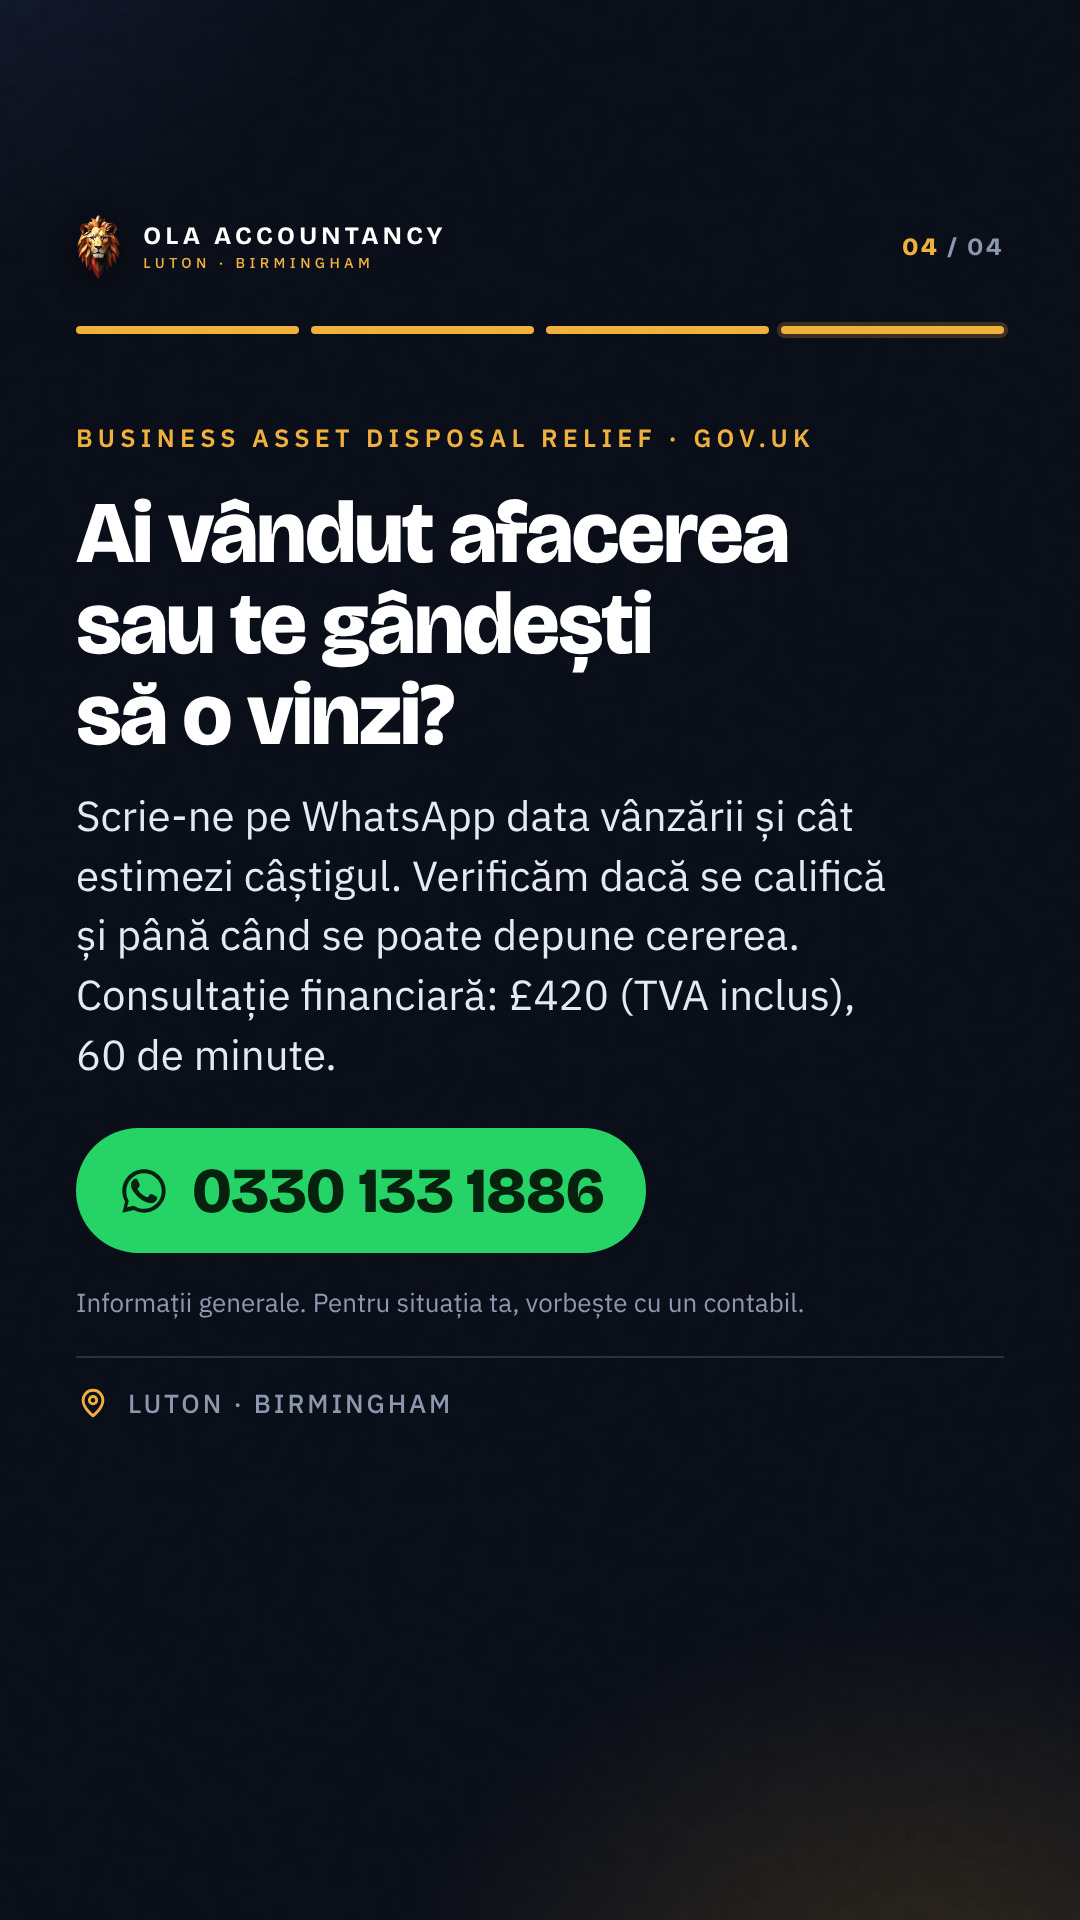 OLA ACCOUNTANCY
LUTON · BIRMINGHAM
04 / 04
BUSINESS ASSET DISPOSAL RELIEF · GOV.UK
Ai vândut afacerea
sau te gândești
să o vinzi?
Scrie-ne pe WhatsApp data vânzării și cât
estimezi câștigul. Verificăm dacă se califică
și până când se poate depune cererea.
Consultație financiară: £420 (TVA inclus),
60 de minute.
0330 133 1886
Informații generale. Pentru situația ta, vorbește cu un contabil.
LUTON · BIRMINGHAM